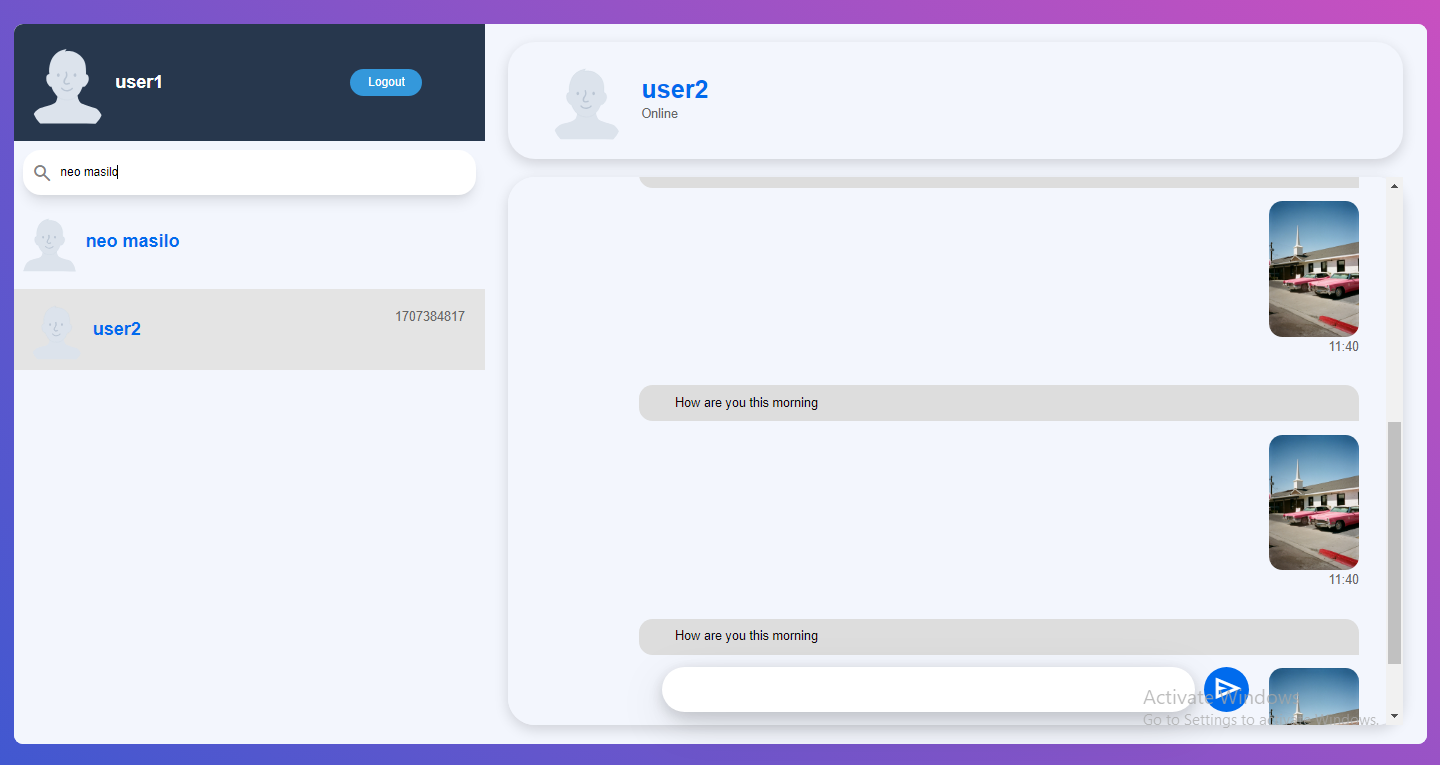 user1
Logout
neo masilo
neo masilo
user2
1707384817
user2
Online
11:40
How are you this morning
11:40
How are you this morning
Activate Windows
Go to Settings to activate Windows.